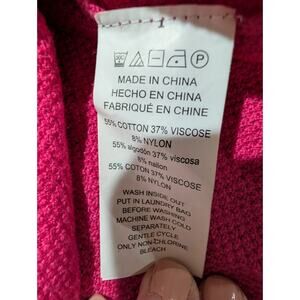 MADE IN CHINA
HECHO EN CHINA
FABRIQUÉ EN CHINE
55% COTTON 37% VISCOSE
8% NYLON
55% algodón 37% viscosa
8% nailon
55% COTON 37% VISCOSE
8% NYLON
WASH INSIDE OUT
PUT IN LAUNDRY BAG
BEFORE WASHING
MACHINE WASH COLD
SEPARATELY
GENTLE CYCLE
ONLY NON-CHLORINE
BLEACH